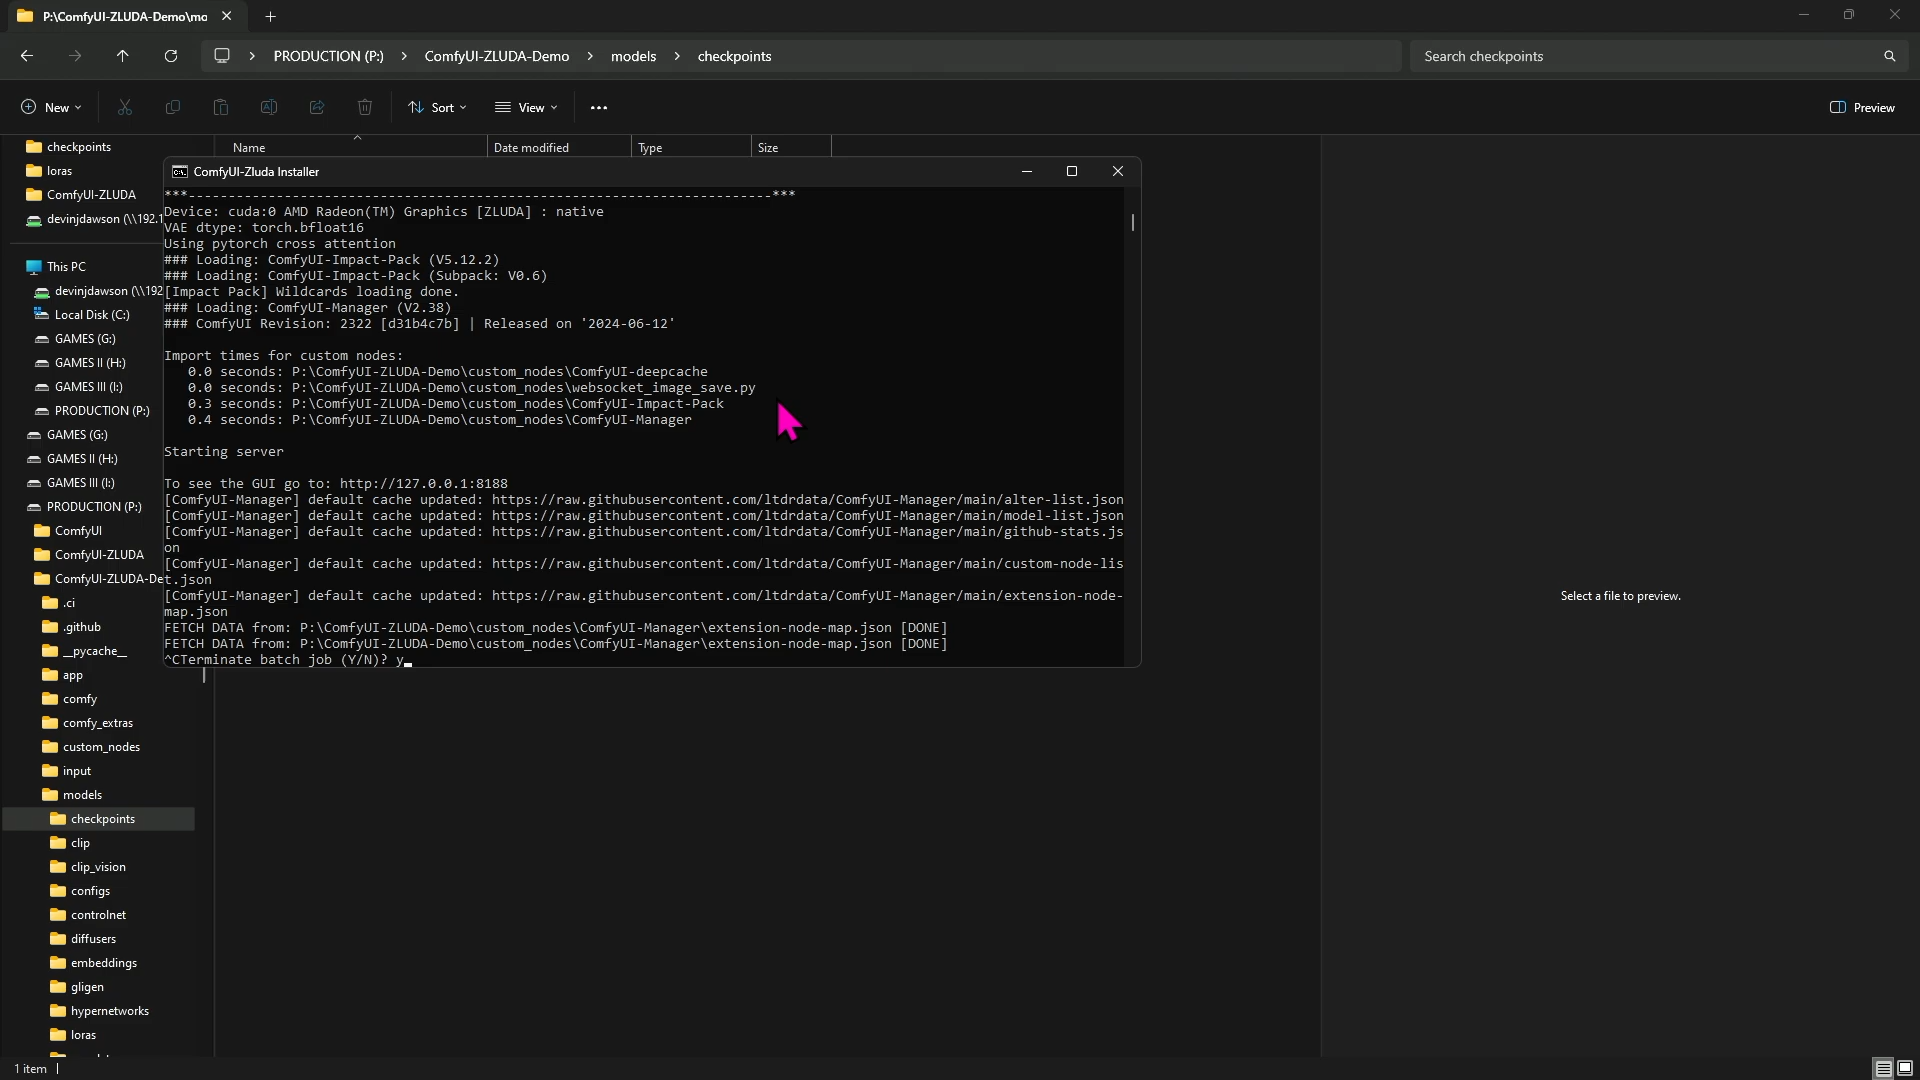 P:\ComfyUI-ZLUDA-Demo\mo
PRODUCTION (P:) > ComfyUI-ZLUDA-Demo > models > checkpoints
Search checkpoints
New
Sort
View
Preview
checkpoints
loras
ComfyUI-ZLUDA
devinjdawson (\\192.1
This PC
devinjdawson (\\192
Local Disk (C:)
GAMES (G:)
GAMES II (H:)
GAMES III (I:)
PRODUCTION (P:)
GAMES (G:)
GAMES II (H:)
GAMES III (I:)
PRODUCTION (P:)
ComfyUI
ComfyUI-ZLUDA
ComfyUI-ZLUDA-De
.ci
.github
__pycache__
app
comfy
comfy_extras
custom_nodes
input
models
checkpoints
clip
clip_vision
configs
controlnet
diffusers
embeddings
gligen
hypernetworks
loras
Name
Date modified
Type
Size
ComfyUI-Zluda Installer
***-------------------------------------------------------------------------***
Device: cuda:0 AMD Radeon(TM) Graphics [ZLUDA] : native
VAE dtype: torch.bfloat16
Using pytorch cross attention
### Loading: ComfyUI-Impact-Pack (V5.12.2)
### Loading: ComfyUI-Impact-Pack (Subpack: V0.6)
[Impact Pack] Wildcards loading done.
### Loading: ComfyUI-Manager (V2.38)
### ComfyUI Revision: 2322 [d31b4c7b] | Released on '2024-06-12'
Import times for custom nodes:
0.0 seconds: P:\ComfyUI-ZLUDA-Demo\custom_nodes\ComfyUI-deepcache
0.0 seconds: P:\ComfyUI-ZLUDA-Demo\custom_nodes\websocket_image_save.py
0.3 seconds: P:\ComfyUI-ZLUDA-Demo\custom_nodes\ComfyUI-Impact-Pack
0.4 seconds: P:\ComfyUI-ZLUDA-Demo\custom_nodes\ComfyUI-Manager
Starting server
To see the GUI go to: http://127.0.0.1:8188
[ComfyUI-Manager] default cache updated: https://raw.githubusercontent.com/ltdrdata/ComfyUI-Manager/main/alter-list.json
[ComfyUI-Manager] default cache updated: https://raw.githubusercontent.com/ltdrdata/ComfyUI-Manager/main/model-list.json
[ComfyUI-Manager] default cache updated: https://raw.githubusercontent.com/ltdrdata/ComfyUI-Manager/main/github-stats.js
on
[ComfyUI-Manager] default cache updated: https://raw.githubusercontent.com/ltdrdata/ComfyUI-Manager/main/custom-node-lis
t.json
[ComfyUI-Manager] default cache updated: https://raw.githubusercontent.com/ltdrdata/ComfyUI-Manager/main/extension-node-
map.json
FETCH DATA from: P:\ComfyUI-ZLUDA-Demo\custom_nodes\ComfyUI-Manager\extension-node-map.json [DONE]
FETCH DATA from: P:\ComfyUI-ZLUDA-Demo\custom_nodes\ComfyUI-Manager\extension-node-map.json [DONE]
^CTerminate batch job (Y/N)? y
Select a file to preview.
1 item